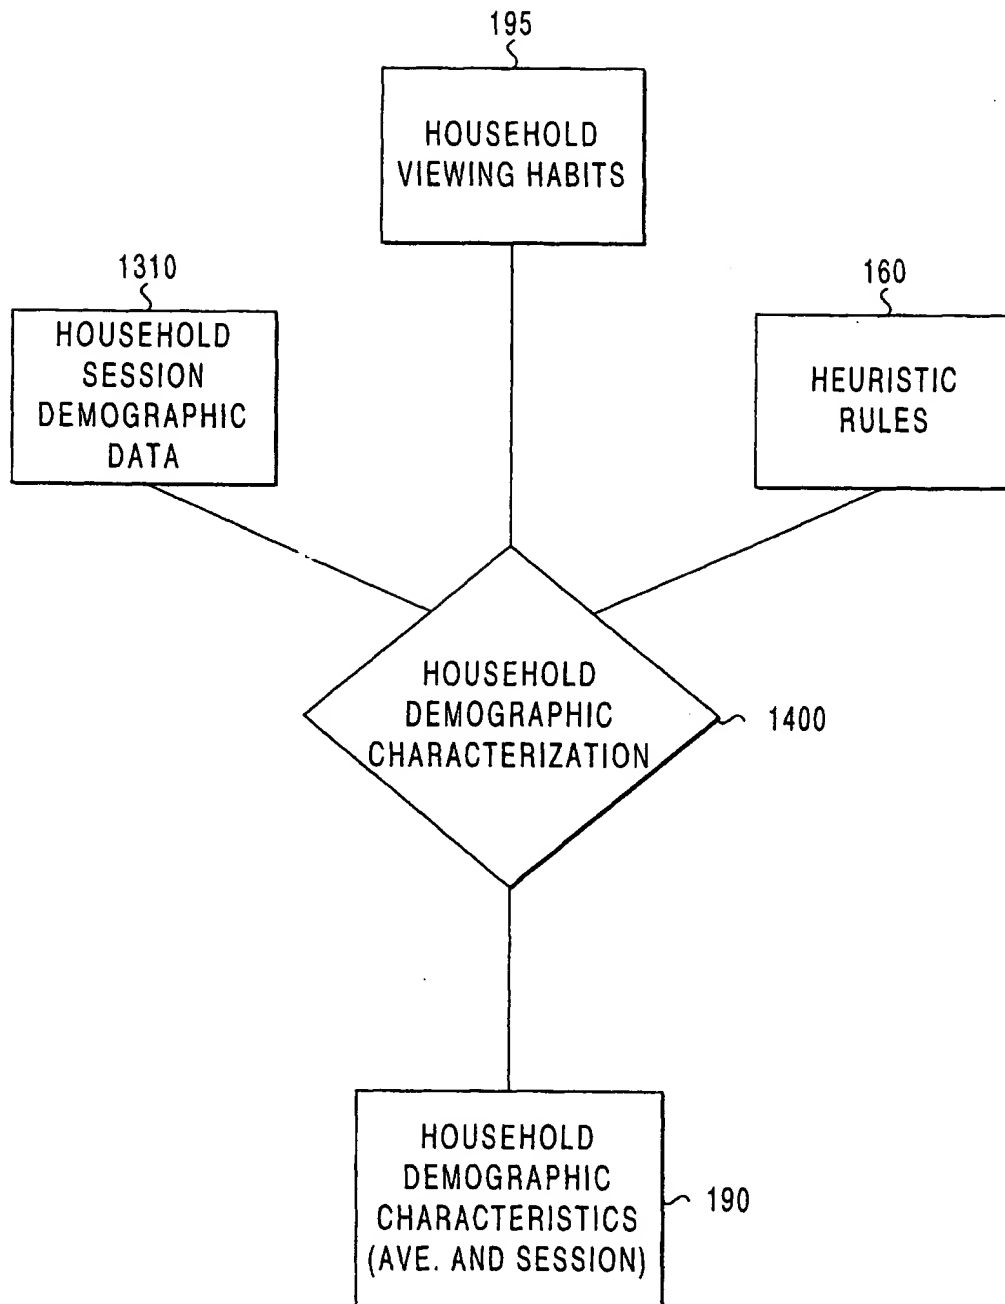 195
HOUSEHOLD
VIEWING HABITS
1310
HOUSEHOLD
SESSION
DEMOGRAPHIC
DATA
160
HEURISTIC
RULES
HOUSEHOLD
DEMOGRAPHIC
CHARACTERIZATION
1400
HOUSEHOLD
DEMOGRAPHIC
CHARACTERISTICS
(AVE. AND SESSION)
190